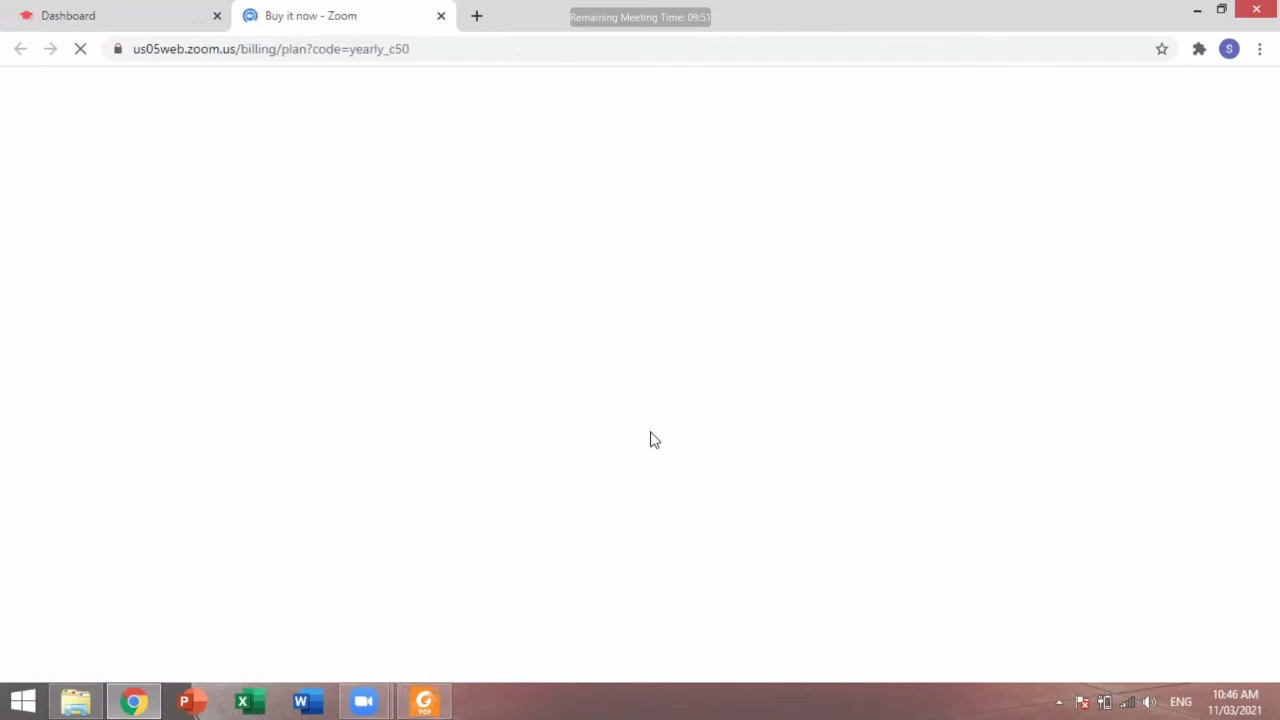 Dashboard
Buy it now - Zoom
Remaining Meeting Time: 09:51
S
us05web.zoom.us/billing/plan?code=yearly_c50
P
X
W
PDF
ENG
10:46 AM
11/03/2021